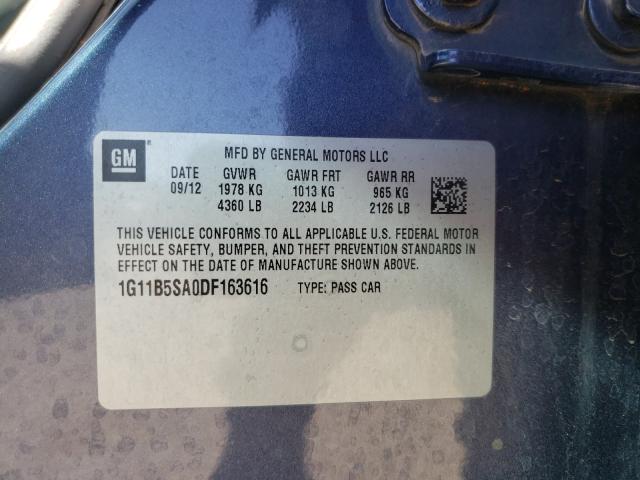 GM ® MFD BY GENERAL MOTORS LLC
DATE GVWR GAWR FRT GAWR RR
09/12 1978 KG 1013 KG 965 KG
4360 LB 2234 LB 2126 LB
THIS VEHICLE CONFORMS TO ALL APPLICABLE U.S. FEDERAL MOTOR
VEHICLE SAFETY, BUMPER, AND THEFT PREVENTION STANDARDS IN
EFFECT ON THE DATE OF MANUFACTURE SHOWN ABOVE.
1G11B5SA0DF163616 TYPE: PASS CAR